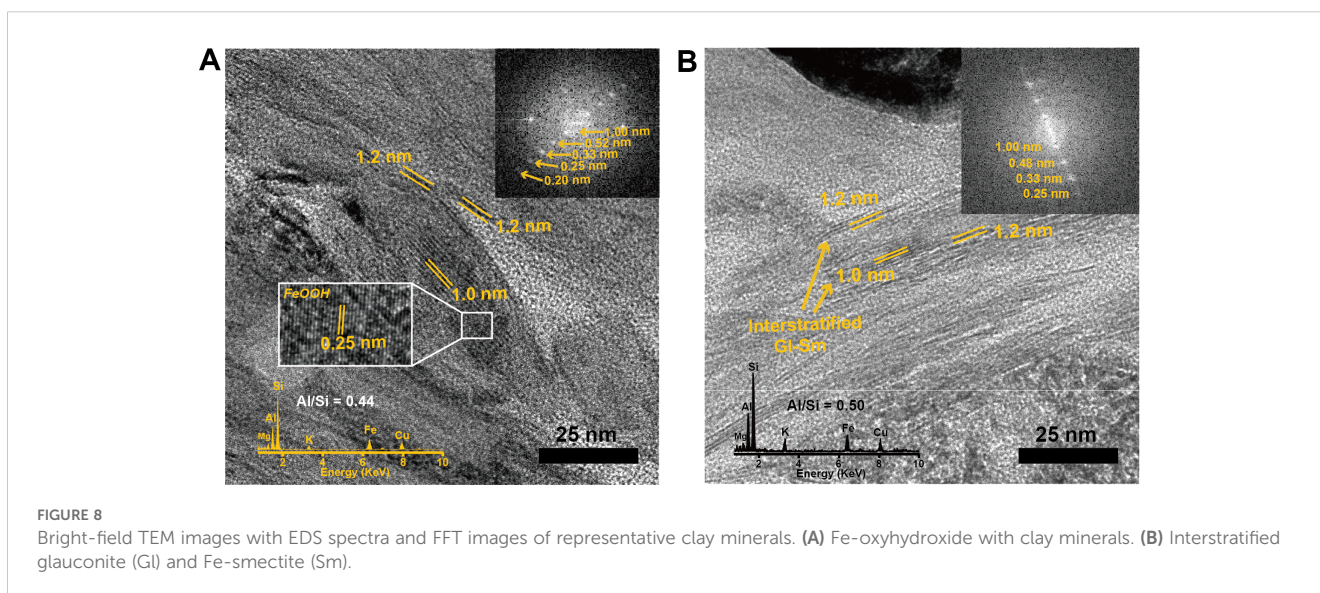 A
1.00 nm
0.52 nm
0.33 nm
0.25 nm
0.20 nm
1.2 nm
1.2 nm
1.0 nm
FeOOH
0.25 nm
Si
Al/Si = 0.44
Al
Mg
K
Fe
Cu
2 4 6 8 10
Energy (KeV)
25 nm
B
1.00 nm
0.48 nm
0.33 nm
0.25 nm
1.2 nm
1.2 nm
1.0 nm
Interstratified
Gl-Sm
Si
Al/Si = 0.50
Al
Mg
K
Fe
Cu
2 4 6 8 10
Energy (KeV)
25 nm
FIGURE 8
Bright-field TEM images with EDS spectra and FFT images of representative clay minerals. (A) Fe-oxyhydroxide with clay minerals. (B) Interstratified
glauconite (Gl) and Fe-smectite (Sm).